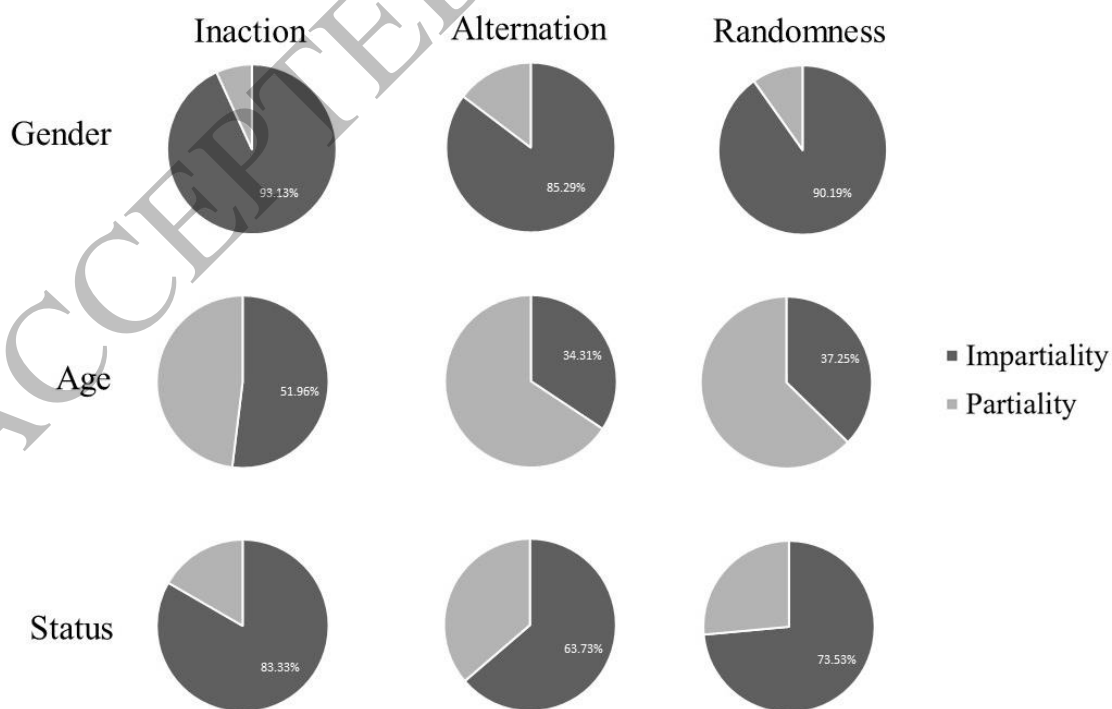 Inaction Alternation Randomness
Gender
93.13% 85.29% 90.19%
Age
51.96% 34.31% 37.25%
Impartiality
Partiality
Status
83.33% 63.73% 73.53%
ACCEPTE